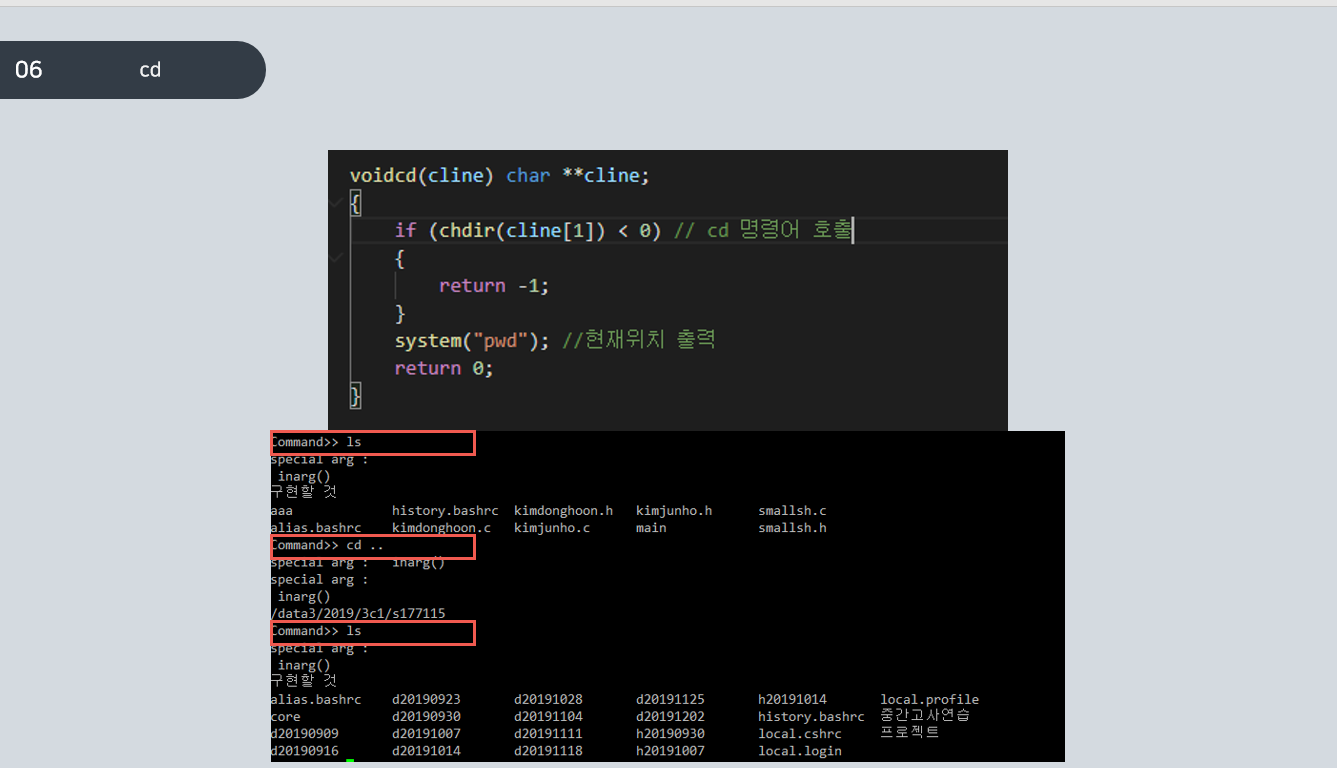 06 cd
voidcd(cline) char **cline;
{
if (chdir(cline[1]) < 0) // cd 명령어 호출
{
return -1;
}
system("pwd"); //현재위치 출력
return 0;
}
Command>> ls
special arg :
inarg()
구현할 것
aaa history.bashrc kimdonghoon.h kimjunho.h smallsh.c
alias.bashrc kimdonghoon.c kimjunho.c main smallsh.h
Command>> cd ..
special arg : inarg()
special arg :
inarg()
/data3/2019/3c1/s177115
Command>> ls
special arg :
inarg()
구현할 것
alias.bashrc d20190923 d20191028 d20191125 h20191014 local.profile
core d20190930 d20191104 d20191202 history.bashrc 중간고사연습
d20190909 d20191007 d20191111 h20190930 local.cshrc 프로젝트
d20190916 d20191014 d20191118 h20191007 local.login